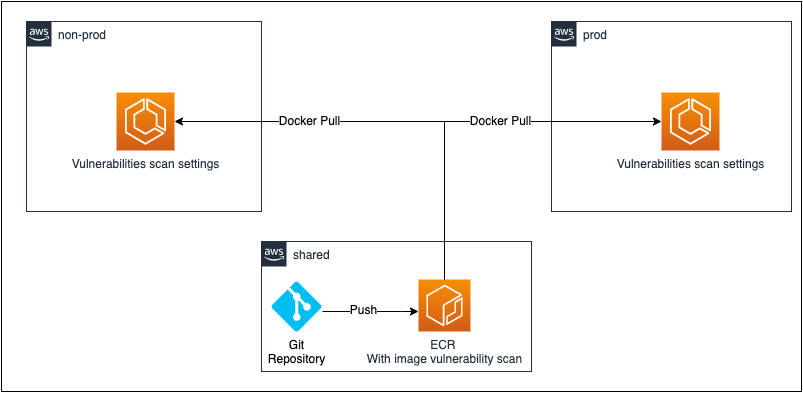 aws
non-prod
aws
prod
Docker Pull
Docker Pull
Vulnerabilities scan settings
Vulnerabilities scan settings
aws
shared
Push
Git
Repository
ECR
With image vulnerability scan